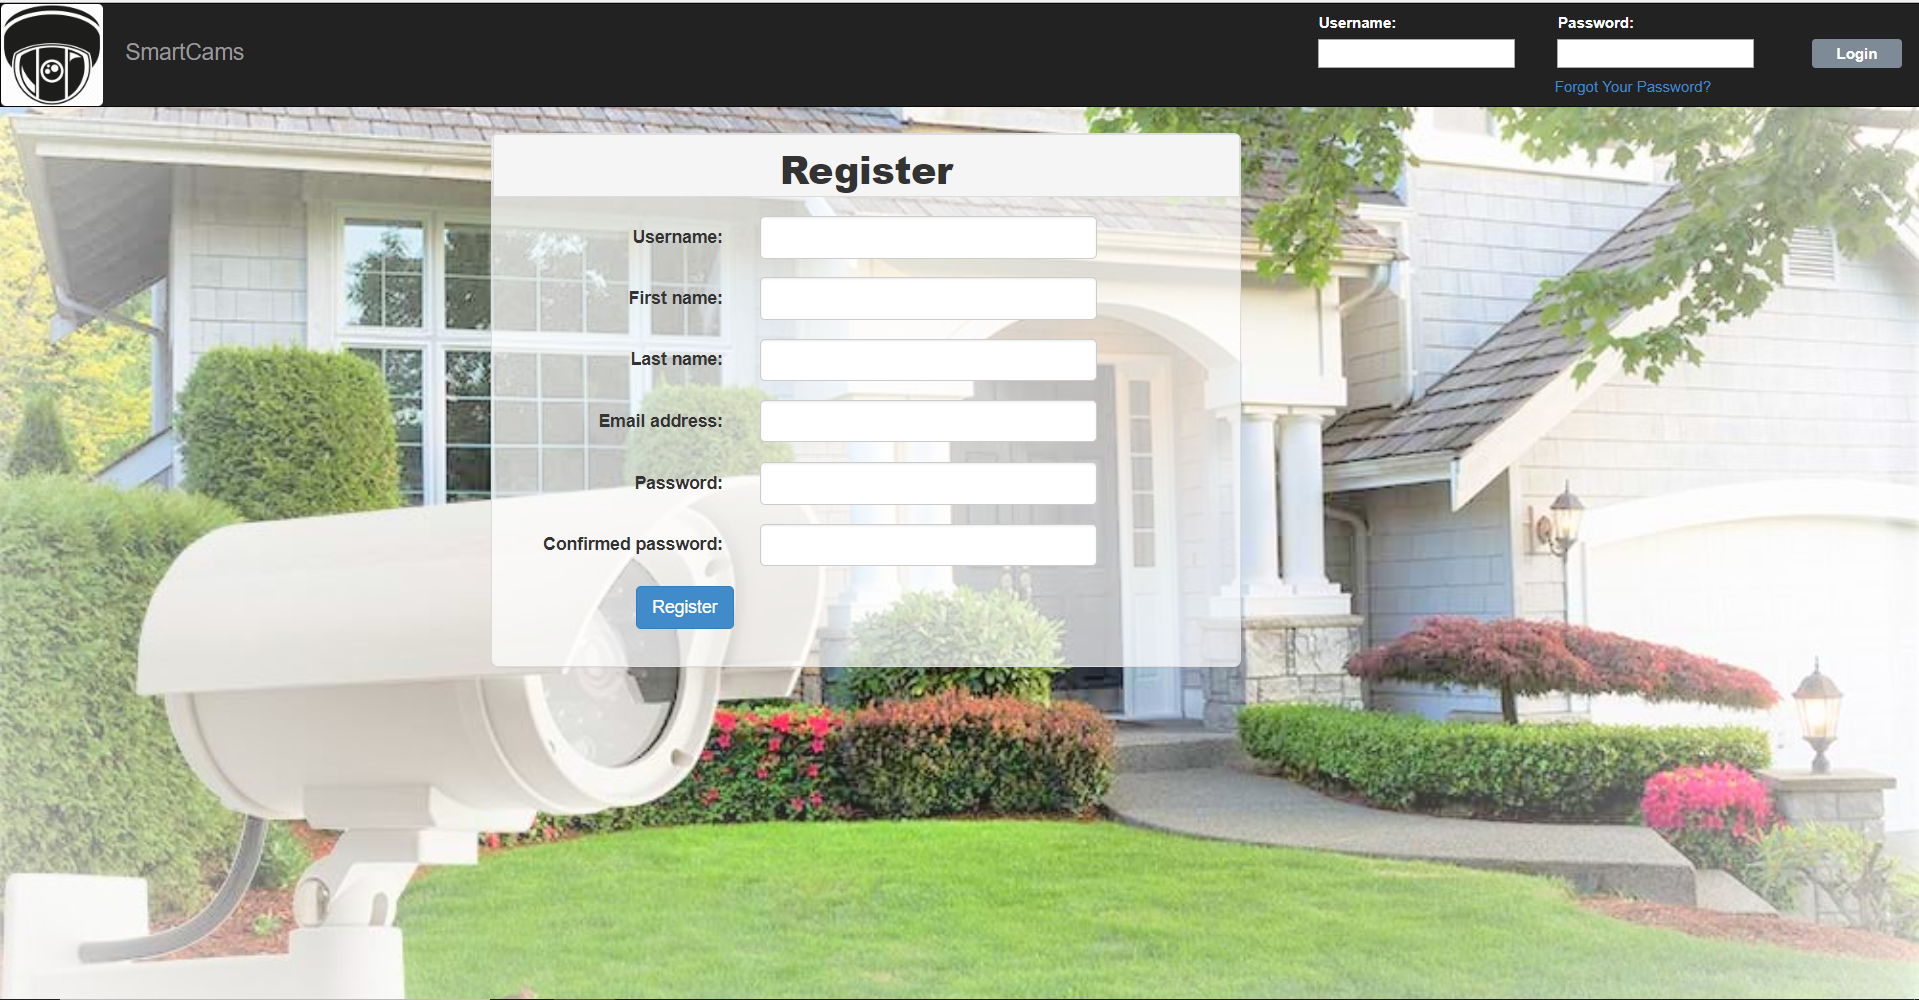 SmartCams
Username:
Password:
Login
Forgot Your Password?
Register
Username:
First name:
Last name:
Email address:
Password:
Confirmed password:
Register